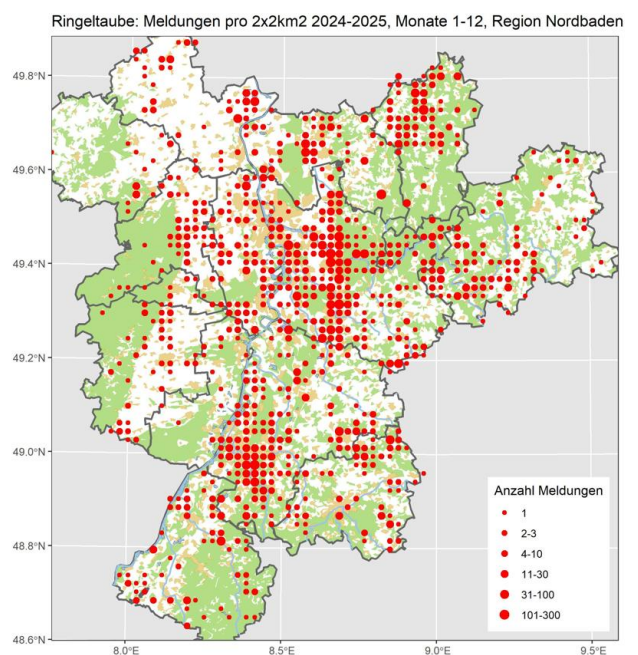 Ringeltaube: Meldungen pro 2x2km2 2024-2025, Monate 1-12, Region Nordbaden
49.8°N
49.6°N
49.4°N
49.2°N
49.0°N
48.8°N
48.6°N
Anzahl Meldungen
1
2-3
4-10
11-30
31-100
101-300
8.0°E
8.5°E
9.0°E
9.5°E